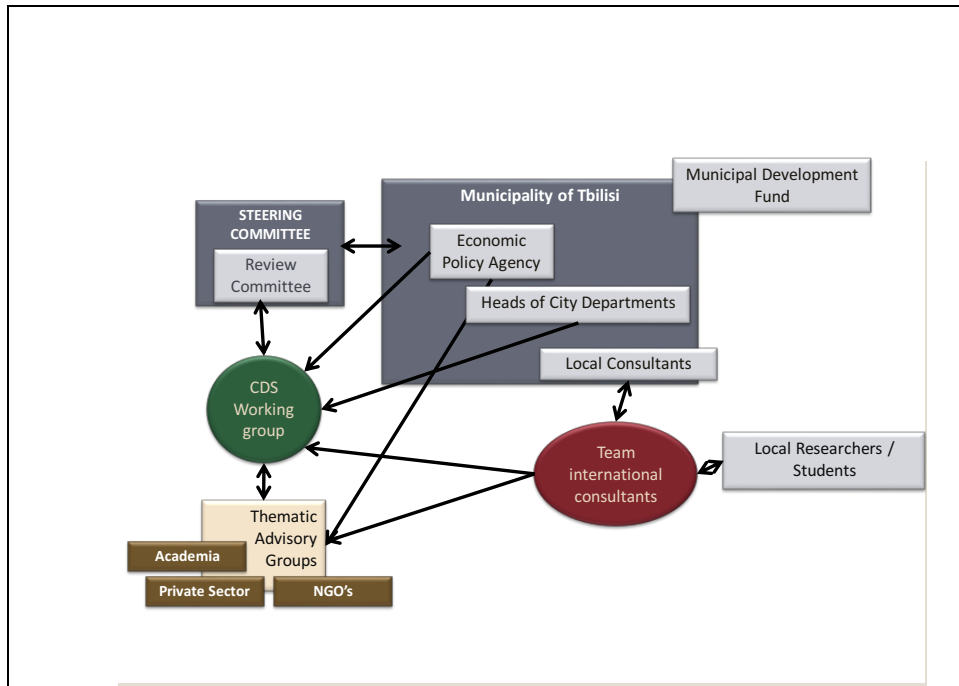 Municipal Development
Fund
Municipality of Tbilisi
STEERING
COMMITTEE
Review
Committee
Economic
Policy Agency
Heads of City Departments
Local Consultants
CDS
Working
group
Team
international
consultants
Local Researchers /
Students
Thematic
Advisory
Groups
Academia
Private Sector
NGO's